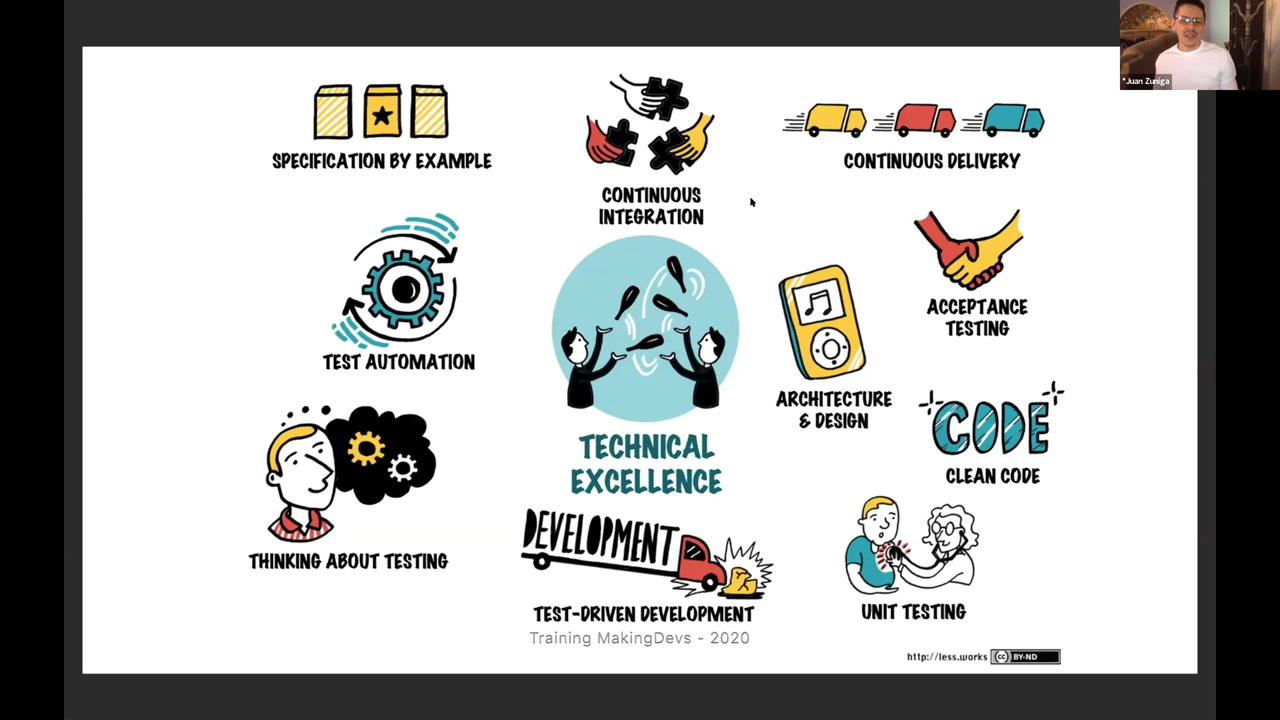 *Juan Zuniga
SPECIFICATION BY EXAMPLE
CONTINUOUS
INTEGRATION
CONTINUOUS DELIVERY
TEST AUTOMATION
ACCEPTANCE
TESTING
ARCHITECTURE
& DESIGN
CODE
CLEAN CODE
TECHNICAL
EXCELLENCE
THINKING ABOUT TESTING
DEVELOPMENT
TEST-DRIVEN DEVELOPMENT
UNIT TESTING
Training MakingDevs - 2020
http://less.works cc BY-ND